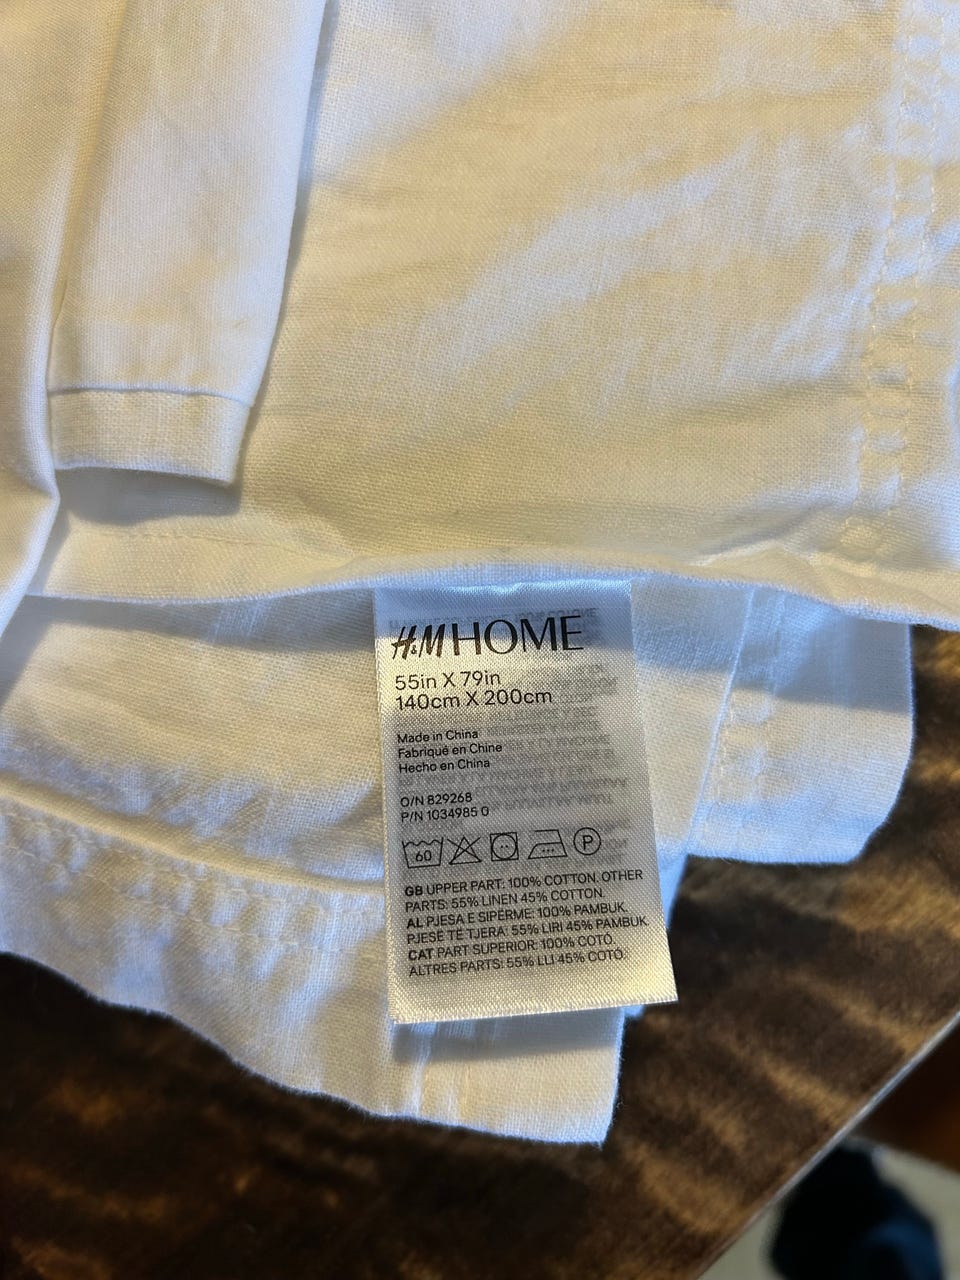 H&M HOME
55in X 79in
140cm X 200cm
Made in China
Fabriqué en Chine
Hecho en China
O/N 829268
P/N 1034985 0
60 P
GB UPPER PART: 100% COTTON. OTHER
PARTS: 55% LINEN 45% COTTON.
AL PJESA E SIPËRME: 100% PAMBUK.
PJESË TË TJERA: 55% LIRI 45% PAMBUK.
CAT PART SUPERIOR: 100% COTÓ.
ALTRES PARTS: 55% LLI 45% COTÓ.